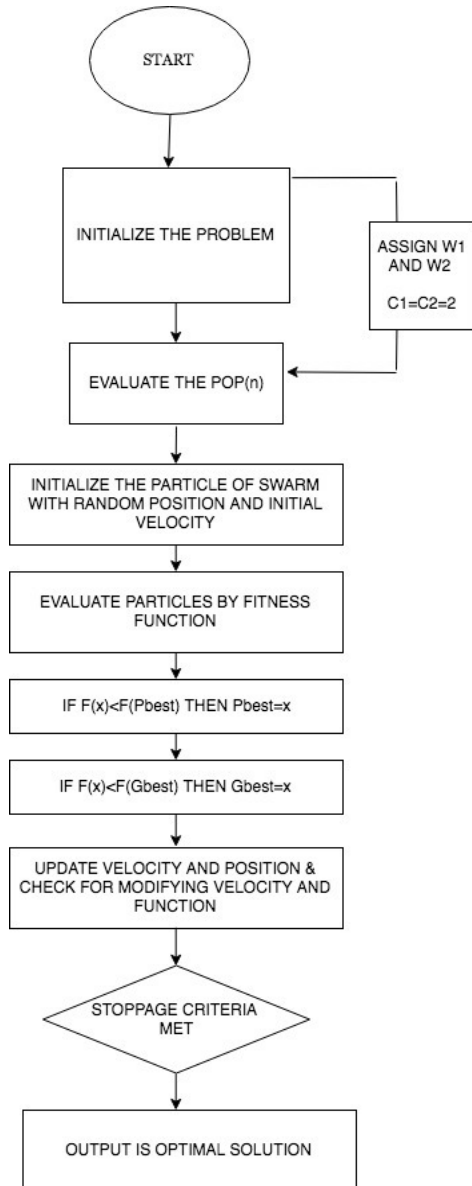 START
INITIALIZE THE PROBLEM
ASSIGN W1
AND W2
C1=C2=2
EVALUATE THE POP(n)
INITIALIZE THE PARTICLE OF SWARM
WITH RANDOM POSITION AND INITIAL
VELOCITY
EVALUATE PARTICLES BY FITNESS
FUNCTION
IF F(x)<F(Pbest) THEN Pbest=x
IF F(x)<F(Gbest) THEN Gbest=x
UPDATE VELOCITY AND POSITION &
CHECK FOR MODIFYING VELOCITY AND
FUNCTION
STOPPAGE CRITERIA
MET
OUTPUT IS OPTIMAL SOLUTION